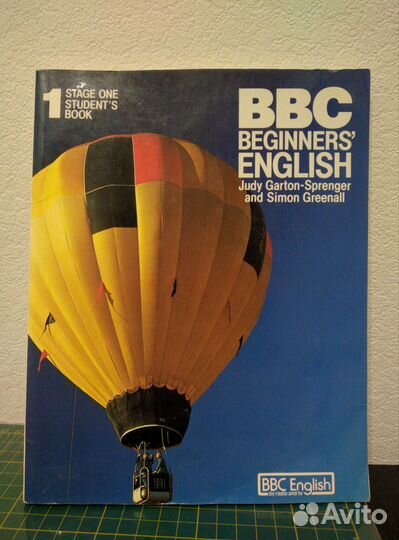 1
STAGE ONE
STUDENT'S
BOOK
BBC
BEGINNERS'
ENGLISH
Judy Garton-Sprenger
and Simon Greenall
BBC English
by radio and tv
Avito